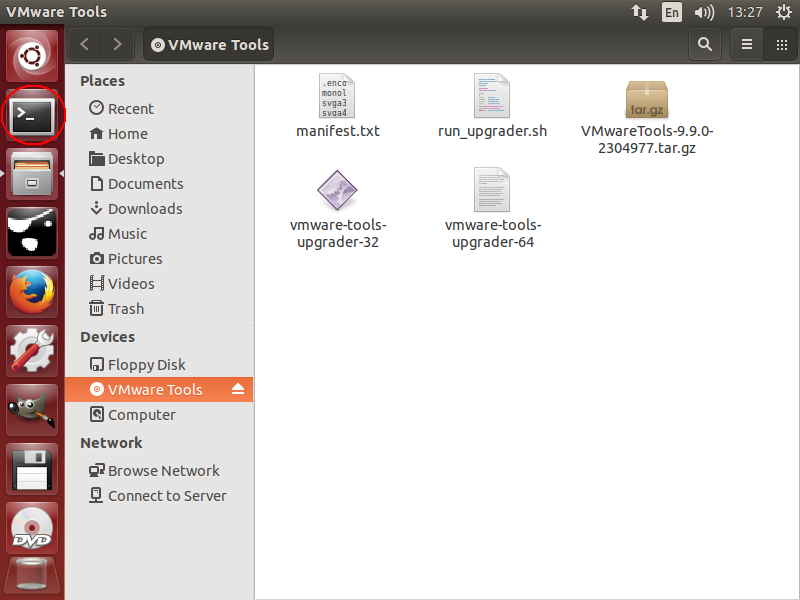 VMware Tools
En
13:27
VMware Tools
Places
Recent
Home
Desktop
Documents
Downloads
Music
Pictures
Videos
Trash
Devices
Floppy Disk
VMware Tools
Computer
Network
Browse Network
Connect to Server
.enco
monol
svga3
svga4
manifest.txt
run_upgrader.sh
tar.gz
VMwareTools-9.9.0-
2304977.tar.gz
vmware-tools-
upgrader-32
vmware-tools-
upgrader-64
>_
DVD